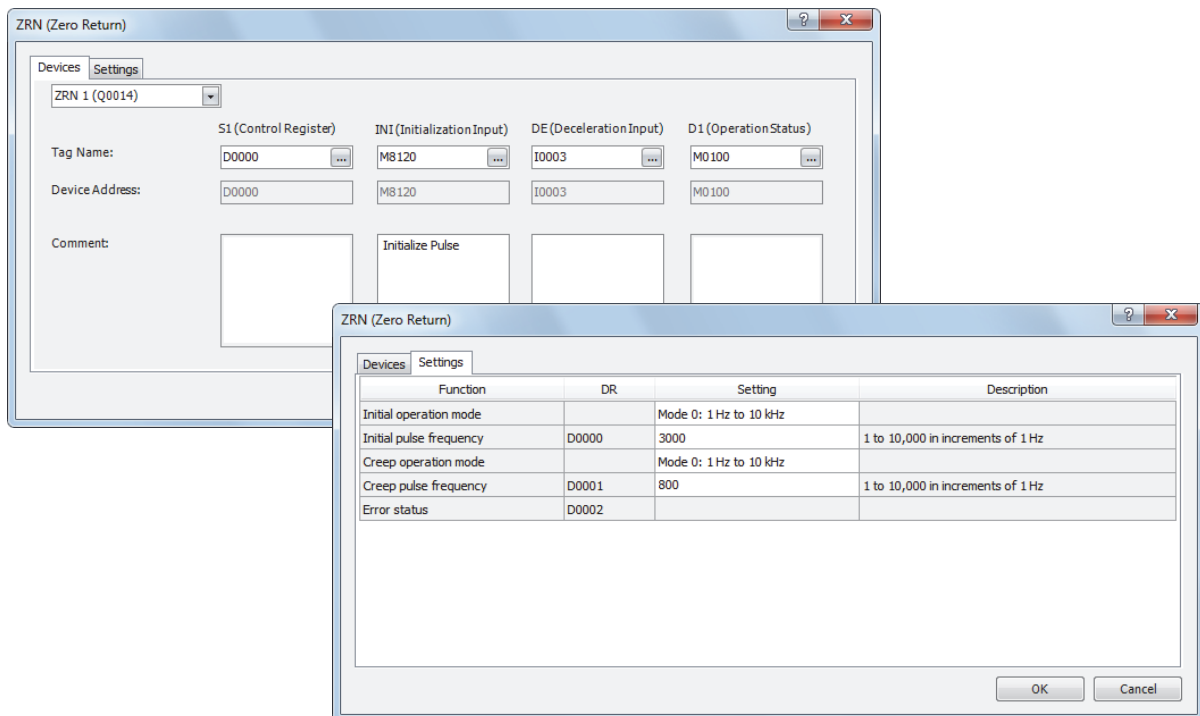 ZRN (Zero Return)
Devices Settings
ZRN 1 (Q0014)
S1 (Control Register) INI (Initialization Input) DE (Deceleration Input) D1 (Operation Status)
Tag Name: D0000 ... M8120 ... I0003 ... M0100 ...
Device Address: D0000 M8120 I0003 M0100
Comment: Initialize Pulse
ZRN (Zero Return)
Devices Settings
Function DR Setting Description
Initial operation mode Mode 0: 1 Hz to 10 kHz
Initial pulse frequency D0000 3000 1 to 10,000 in increments of 1 Hz
Creep operation mode Mode 0: 1 Hz to 10 kHz
Creep pulse frequency D0001 800 1 to 10,000 in increments of 1 Hz
Error status D0002
OK Cancel